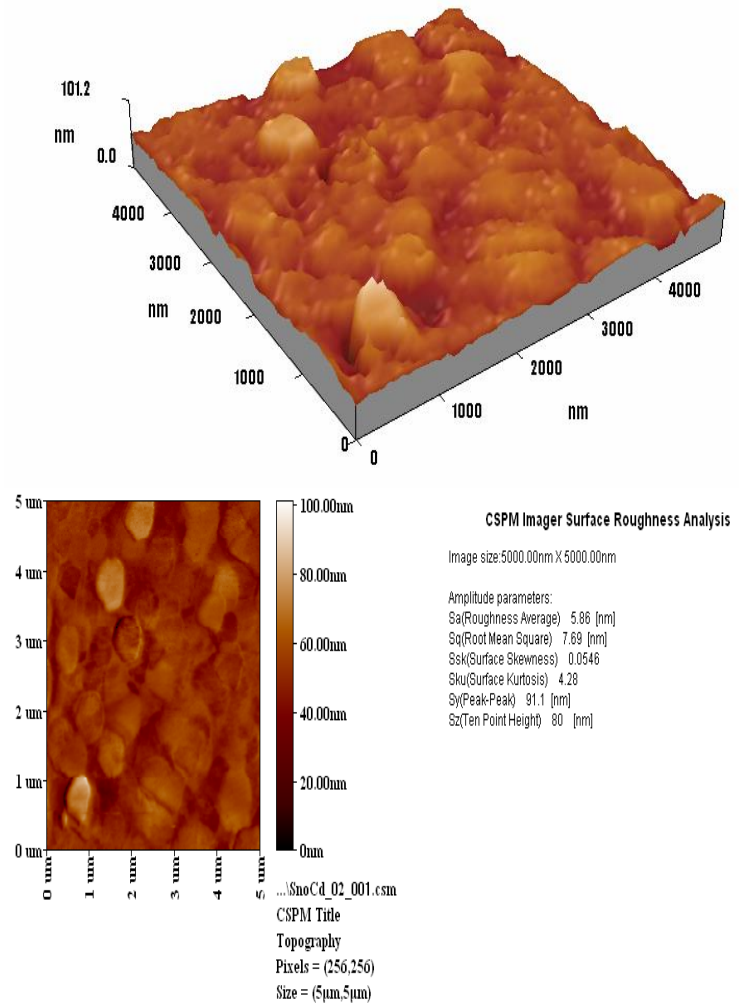 101.2
nm
0.0
4000
3000
nm
2000
1000
0
0
1000
2000
3000
4000
nm
5 um
4 um
3 um
2 um
1 um
0 um
0 um
1 um
2 um
3 um
4 um
5 um
100.00nm
80.00nm
60.00nm
40.00nm
20.00nm
0nm
...\SnoCd_02_001.csm
CSPM Title
Topography
Pixels = (256,256)
Size = (5μm,5μm)
CSPM Imager Surface Roughness Analysis
Image size:5000.00nm X 5000.00nm
Amplitude parameters:
Sa(Roughness Average) 5.86 [nm]
Sq(Root Mean Square) 7.69 [nm]
Ssk(Surface Skewness) 0.0546
Sku(Surface Kurtosis) 4.28
Sy(Peak-Peak) 91.1 [nm]
Sz(Ten Point Height) 80 [nm]